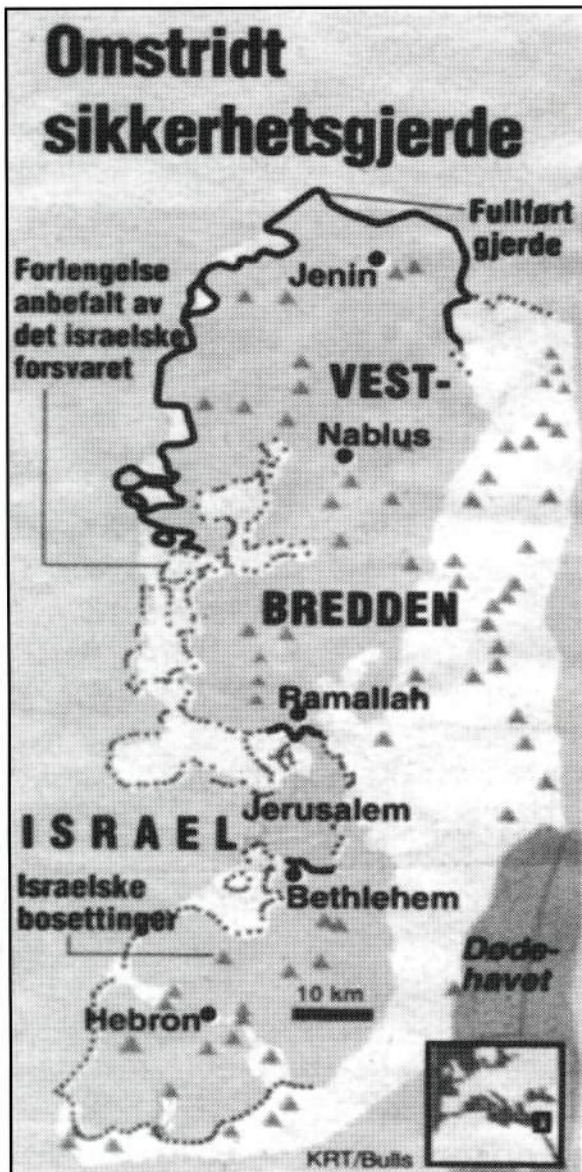 Omstridt
sikkerhetsgjerde
Fullført
gjerde
Jenin
Forlengelse
anbefalt av
det israelske
forsvaret
VEST-
Nablus
BREDDEN
Ramallah
Jerusalem
ISRAEL
Israelske
bosettinger
Bethlehem
Døde-
havet
10 km
Hebron
KRT/Bulls